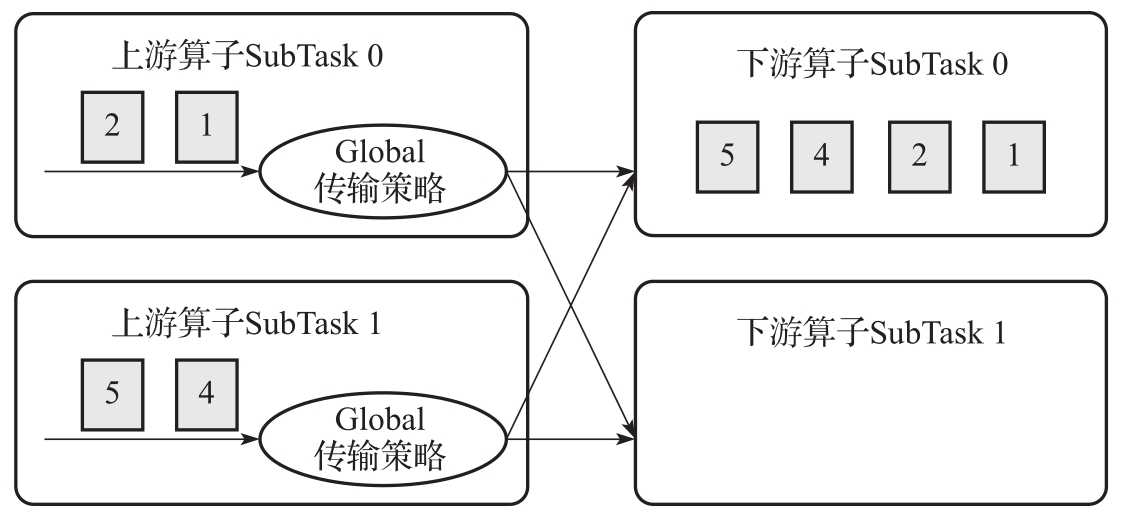 上游算子SubTask 0
2 1
Global
传输策略
下游算子SubTask 0
5 4 2 1
上游算子SubTask 1
5 4
Global
传输策略
下游算子SubTask 1